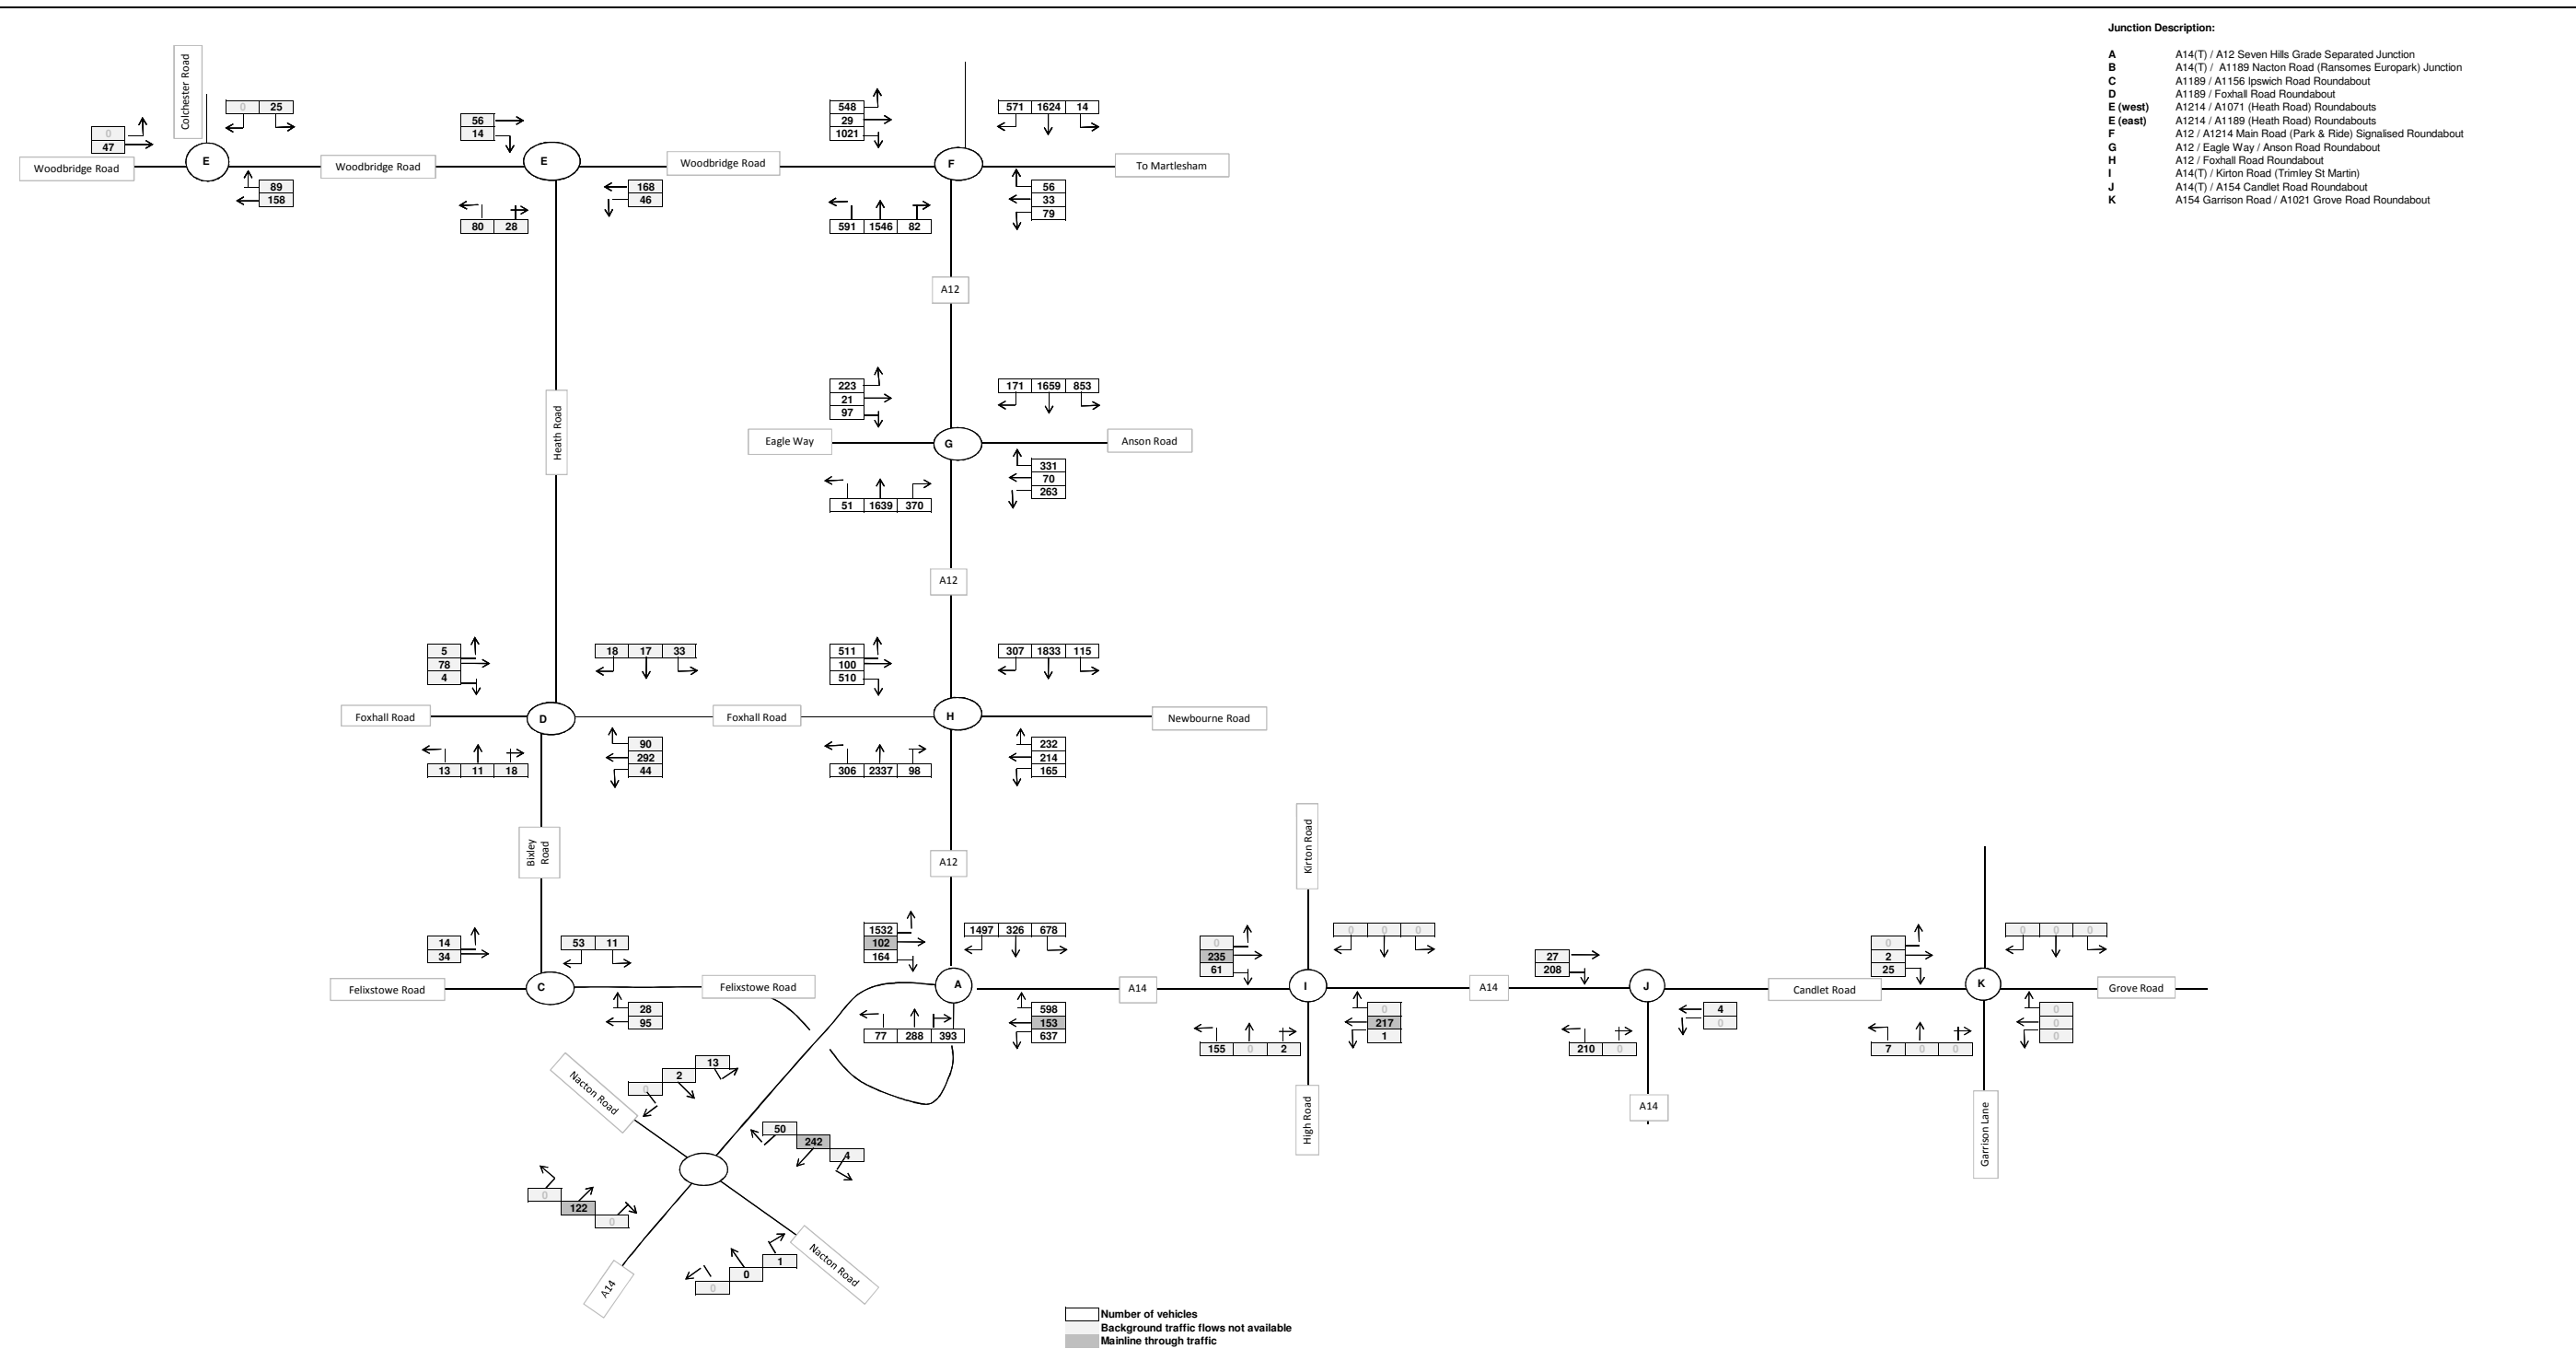 Junction Description:
A A14(T) / A12 Seven Hills Grade Separated Junction
B A14(T) / A1189 Nacton Road (Ransomes Europark) Junction
C A1189 / A1156 Ipswich Road Roundabout
D A1189 / Foxhall Road Roundabout
E (west) A1214 / A1071 (Heath Road) Roundabouts
E (east) A1214 / A1189 (Heath Road) Roundabouts
F A12 / A1214 Main Road (Park & Ride) Signalised Roundabout
G A12 / Eagle Way / Anson Road Roundabout
H A12 / Foxhall Road Roundabout
I A14(T) / Kirton Road (Trimley St Martin)
J A14(T) / A154 Candlet Road Roundabout
K A154 Garrison Road / A1021 Grove Road Roundabout
Colchester Road
0 25
0
47
Woodbridge Road
E
89
158
Woodbridge Road
56
14
E
168
46
80 28
Woodbridge Road
548
29
1021
571 1624 14
F
To Martlesham
56
33
79
591 1546 82
A12
Heath Road
223
21
97
171 1659 853
Eagle Way
G
Anson Road
331
70
263
51 1639 370
A12
5
78
4
18 17 33
Foxhall Road
D
90
292
44
13 11 18
Foxhall Road
511
100
510
307 1833 115
H
Newbourne Road
232
214
165
306 2337 98
Bixley
Road
A12
14
34
53 11
Felixstowe Road
C
28
95
Felixstowe Road
1532
102
164
1497 326 678
A
598
153
637
77 288 393
A14
Kirton Road
0
235
61
0 0 0
I
0
217
1
155 0 2
High Road
A14
27
208
J
4
0
210 0
A14
Candlet Road
0
2
25
0 0 0
K
Grove Road
0
0
0
7 0 0
Garrison Lane
Nacton Road
0 2 13
50 242 4
0 122 0
0 0 1
Nacton Road
A14
Number of vehicles
Background traffic flows not available
Mainline through traffic